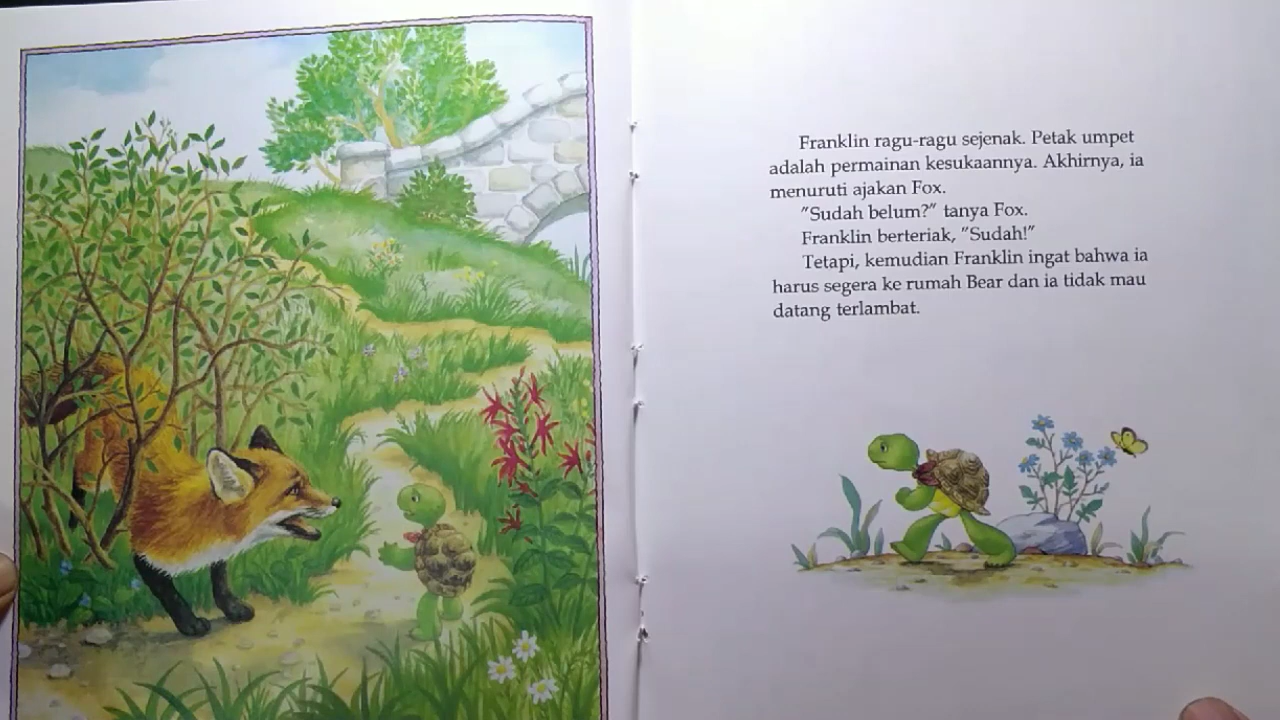 Franklin ragu-ragu sejenak. Petak umpet
adalah permainan kesukaannya. Akhirnya, ia
menuruti ajakan Fox.
"Sudah belum?" tanya Fox.
Franklin berteriak, "Sudah!"
Tetapi, kemudian Franklin ingat bahwa ia
harus segera ke rumah Bear dan ia tidak mau
datang terlambat.